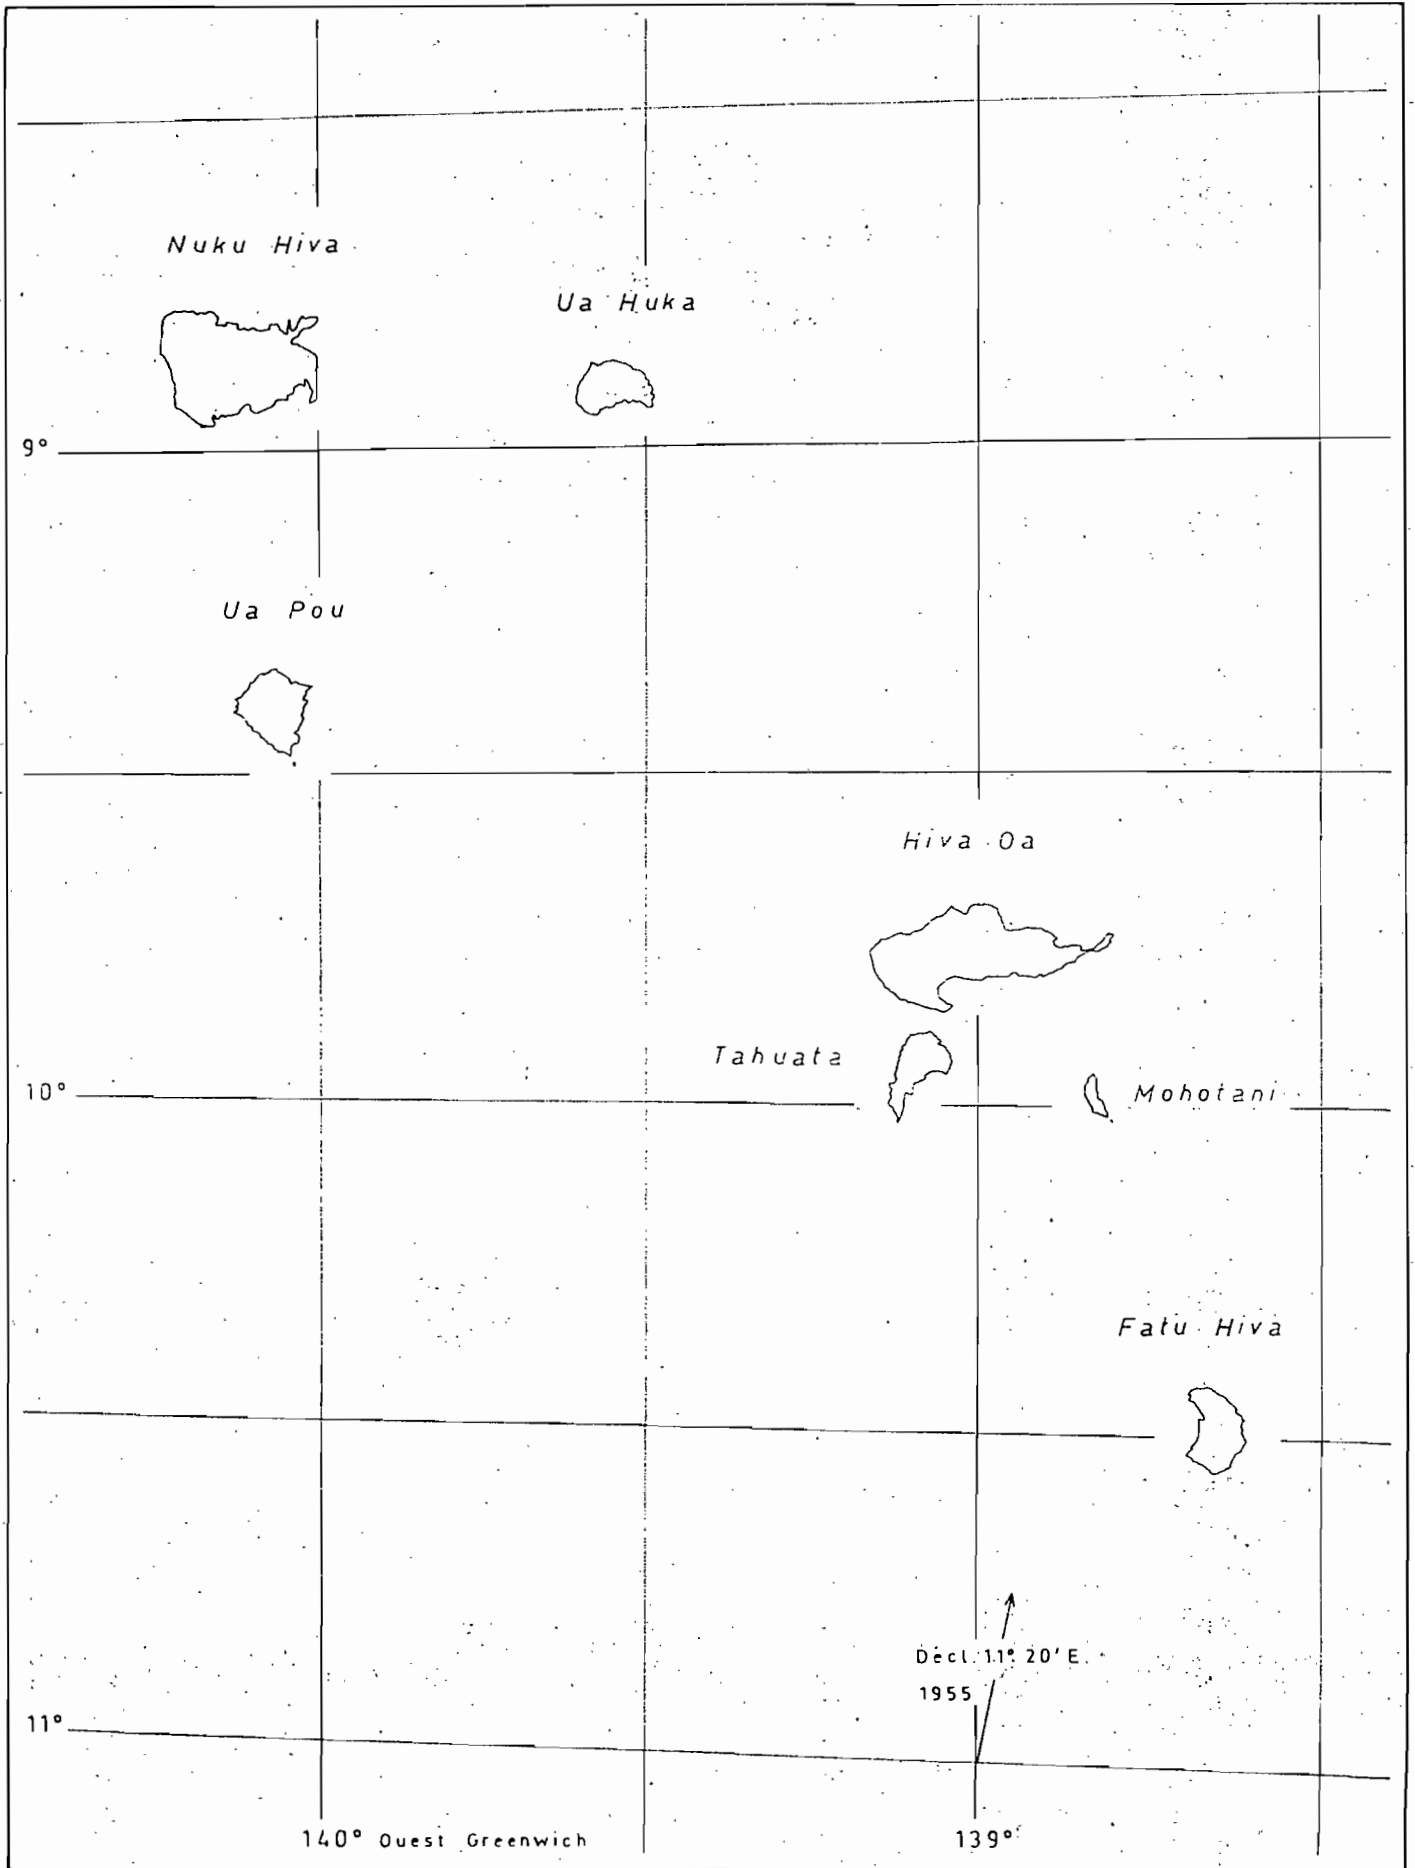 Nuku Hiva
Ua Huka
9°
Ua Pou
Hiva Oa
Tahuata
10°
Mohotani
Fatu Hiva
Décl. 11° 20' E.
1955
11°
140° Ouest Greenwich
139°